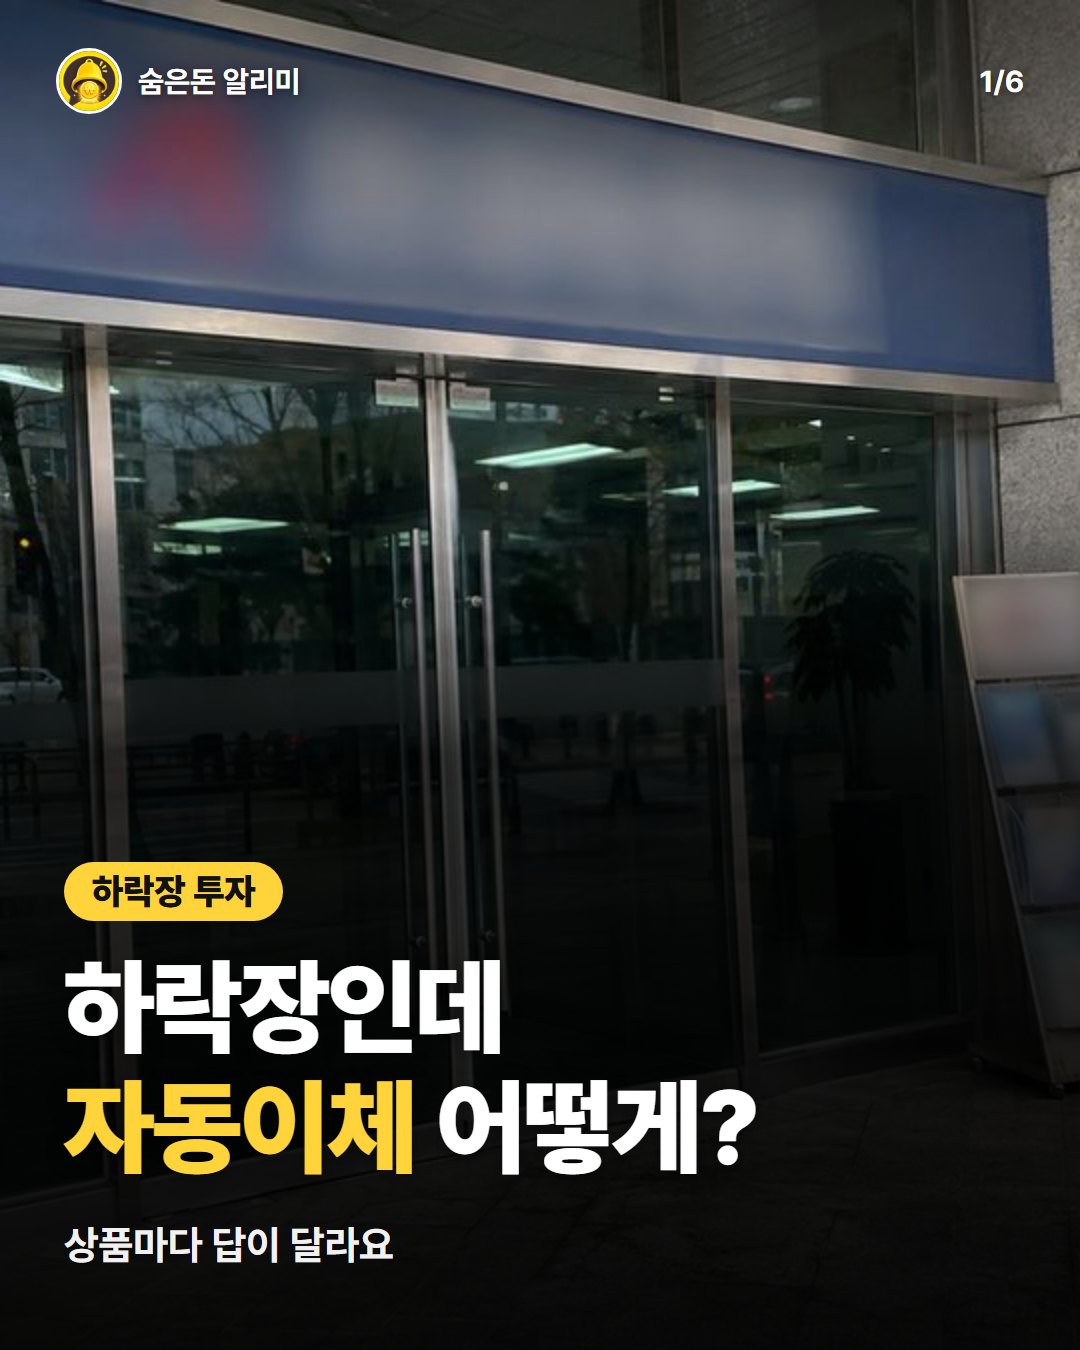 숨은돈 알리미
1/6
하락장 투자
하락장인데
자동이체 어떻게?
상품마다 답이 달라요